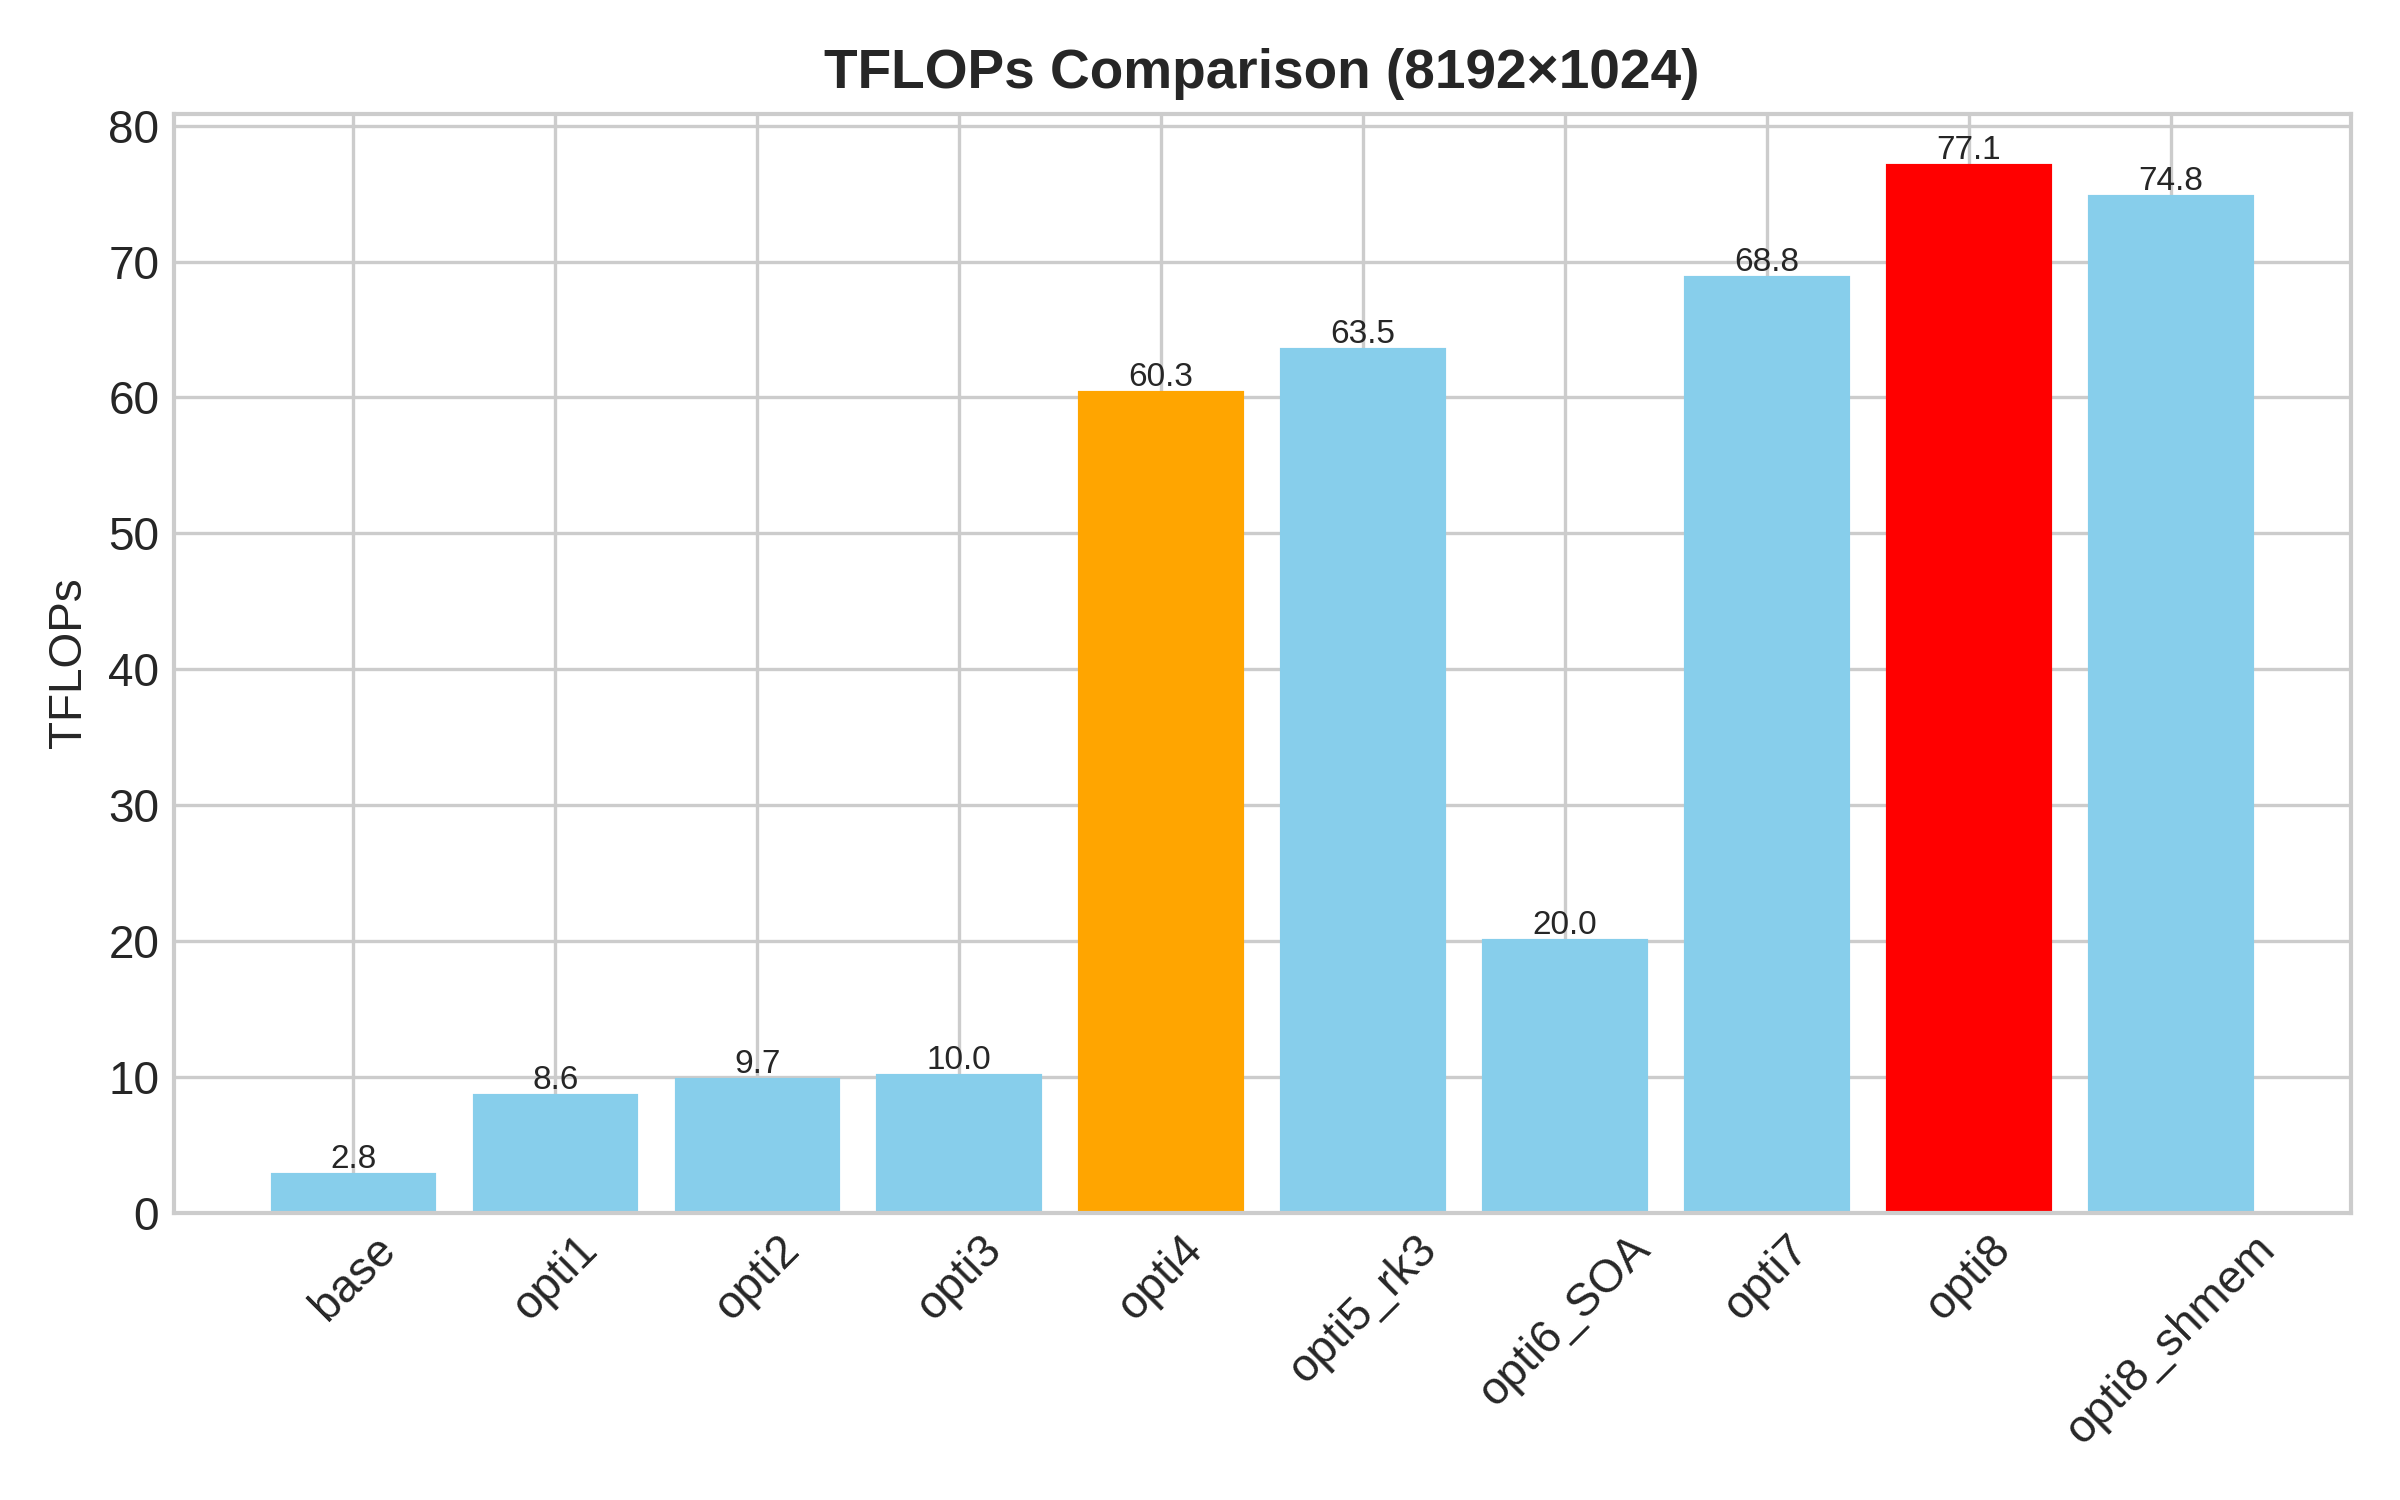 TFLOPs Comparison (8192×1024)
TFLOPs
80
70
60
50
40
30
20
10
0
2.8
8.6
9.7
10.0
60.3
63.5
20.0
68.8
77.1
74.8
base
opti1
opti2
opti3
opti4
opti5_rk3
opti6_SOA
opti7
opti8
opti8_shmem